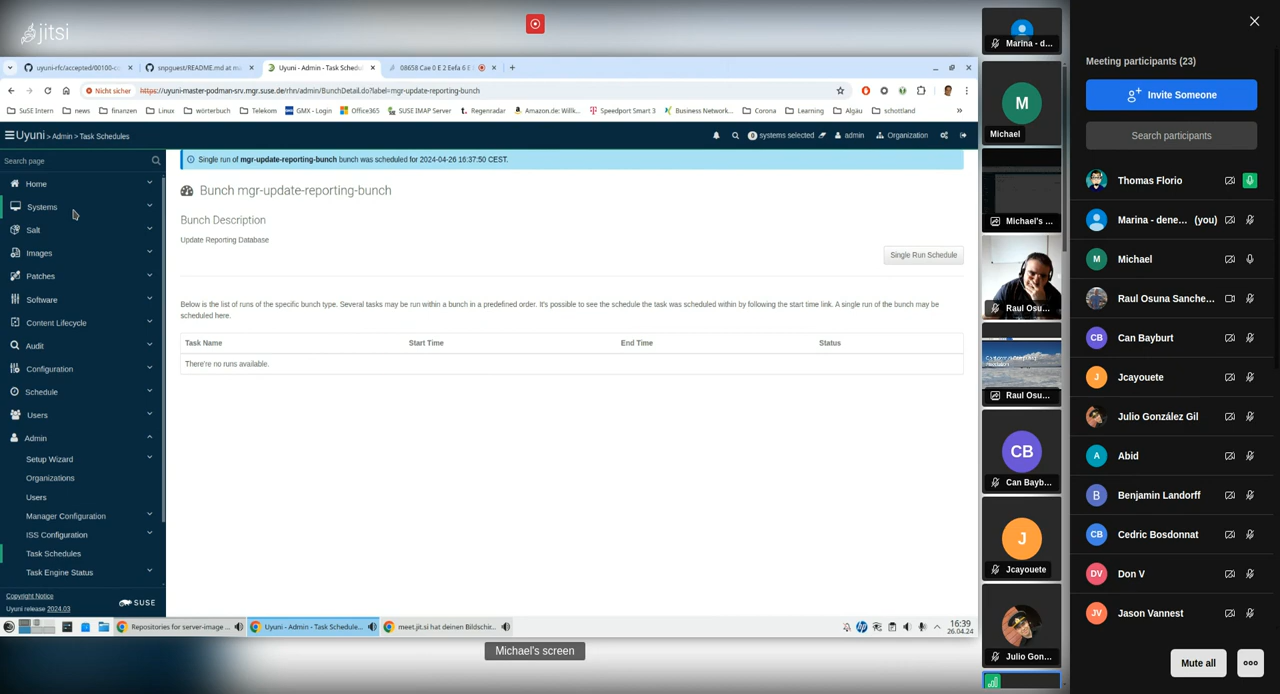 jitsi
uyuni-rfc/accepted/00100-c
snpguest/README.md at m
Uyuni - Admin - Task Schedu
08658 Cae 0 E 2 Eefa 6 E
Nicht sicher
https://uyuni-master-podman-srv.mgr.suse.de/rhn/admin/BunchDetail.do?label=mgr-update-reporting-bunch
SuSE Intern
news
finanzen
Linux
wörterbuch
Telekom
GMX - Login
Office365
SUSE IMAP Server
Regenradar
Amazon.de: Willk...
Speedport Smart 3
Business Network...
Corona
Learning
Algäu
schottland
»
Uyuni > Admin > Task Schedules
0 systems selected
admin
Organization
Search page
Home
Systems
Salt
Images
Patches
Software
Content Lifecycle
Audit
Configuration
Schedule
Users
Admin
Setup Wizard
Organizations
Users
Manager Configuration
ISS Configuration
Task Schedules
Task Engine Status
Copyright Notice
Uyuni release 2024.03
SUSE
Single run of mgr-update-reporting-bunch bunch was scheduled for 2024-04-26 16:37:50 CEST.
Bunch mgr-update-reporting-bunch
Bunch Description
Update Reporting Database
Single Run Schedule
Below is the list of runs of the specific bunch type. Several tasks may be run within a bunch in a predefined order. It's possible to see the schedule the task was scheduled within by following the start time link. A single run of the bunch may be
scheduled here.
Task Name Start Time End Time Status
There're no runs available.
Repositories for server-image ...
Uyuni - Admin - Task Schedule...
meet.jit.si hat deinen Bildschir...
16:39
26.04.24
Michael's screen
Marina - d...
M
Michael
Michael's ...
Raul Osu...
Raul Osu...
CB
Can Bayb...
J
Jcayouete
Julio Gon...
Meeting participants (23)
Invite Someone
Search participants
Thomas Florio
Marina - dene... (you)
M Michael
Raul Osuna Sanche...
CB Can Bayburt
J Jcayouete
Julio González Gil
A Abid
B Benjamin Landorff
CB Cedric Bosdonnat
DV Don V
JV Jason Vannest
Mute all